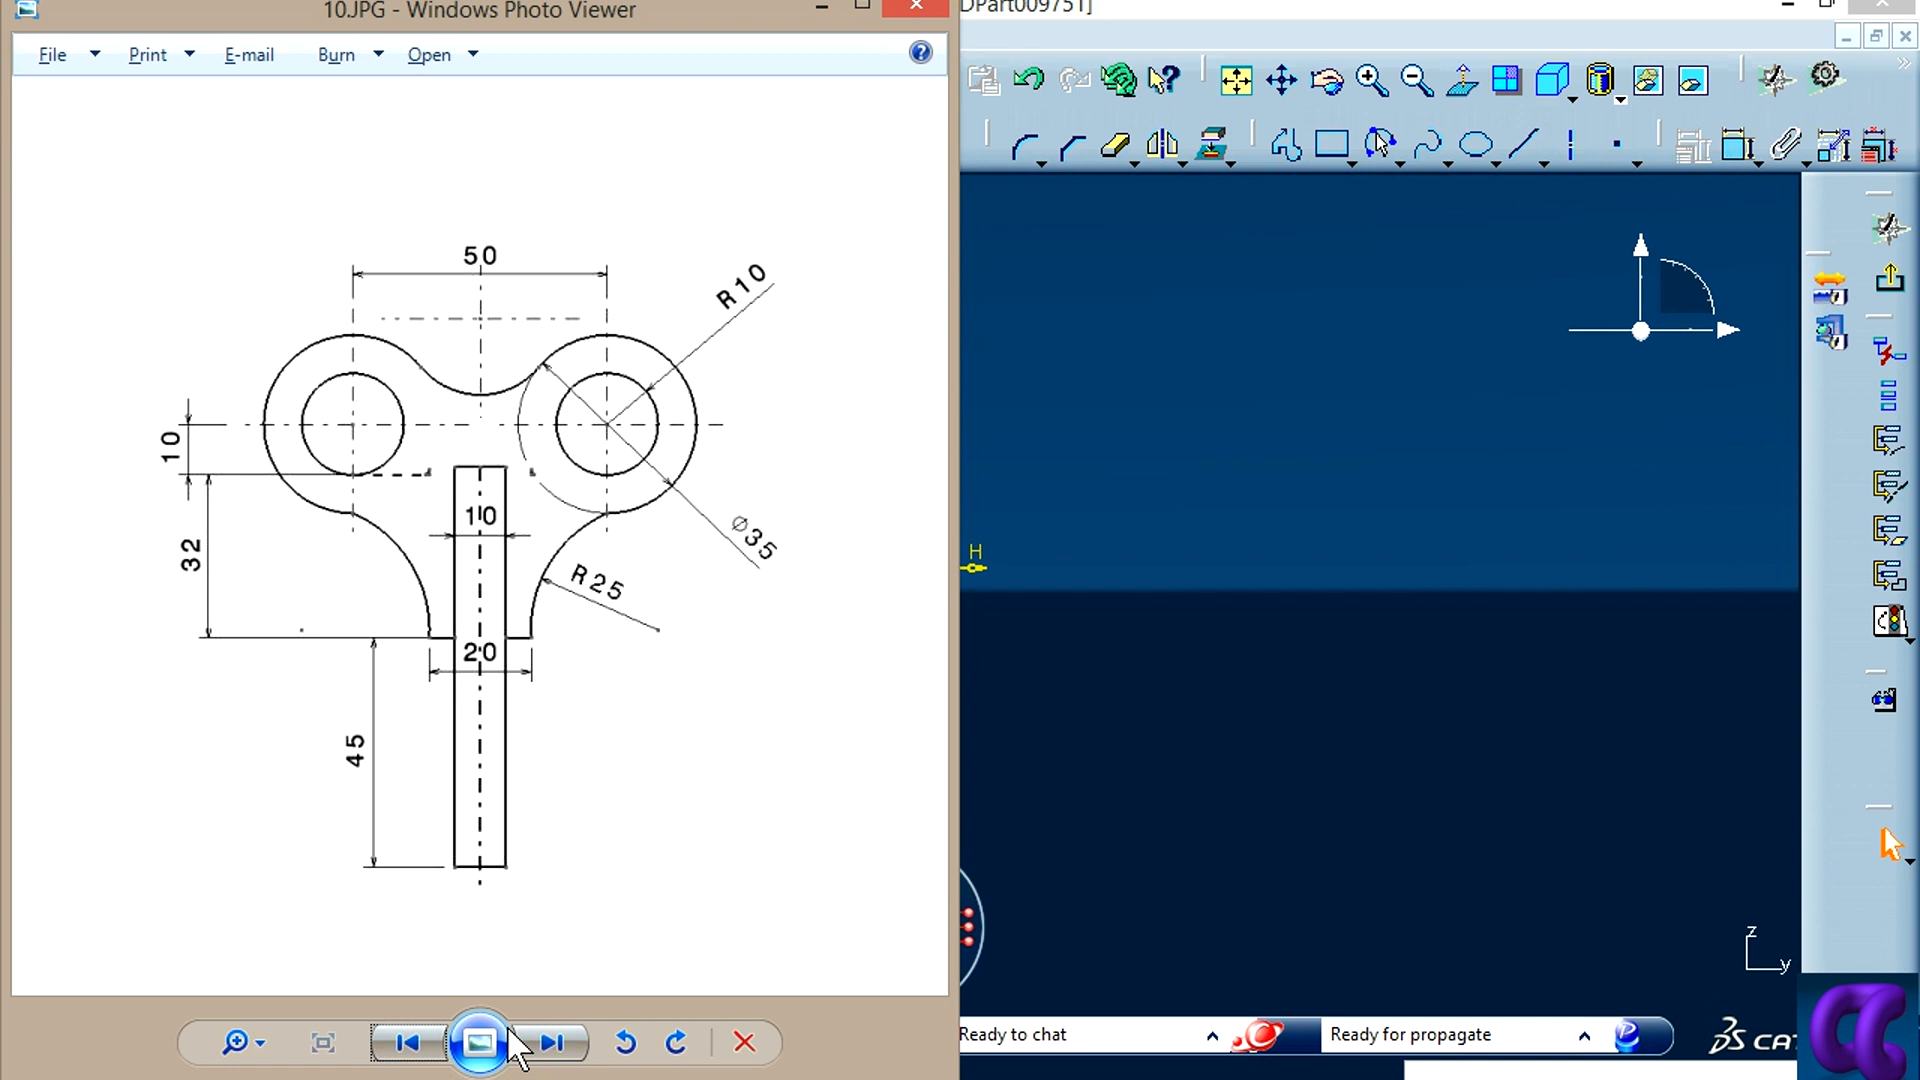 10.JPG - Windows Photo Viewer
DPart009751]
File Print E-mail Burn Open
50
R10
10
10
32
Ø35
R25
20
45
H
z
y
Ready to chat
Ready for propagate